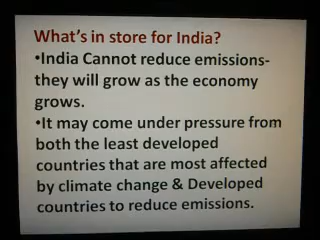 What's in store for India?
•India Cannot reduce emissions-
they will grow as the economy
grows.
•It may come under pressure from
both the least developed
countries that are most affected
by climate change & Developed
countries to reduce emissions.